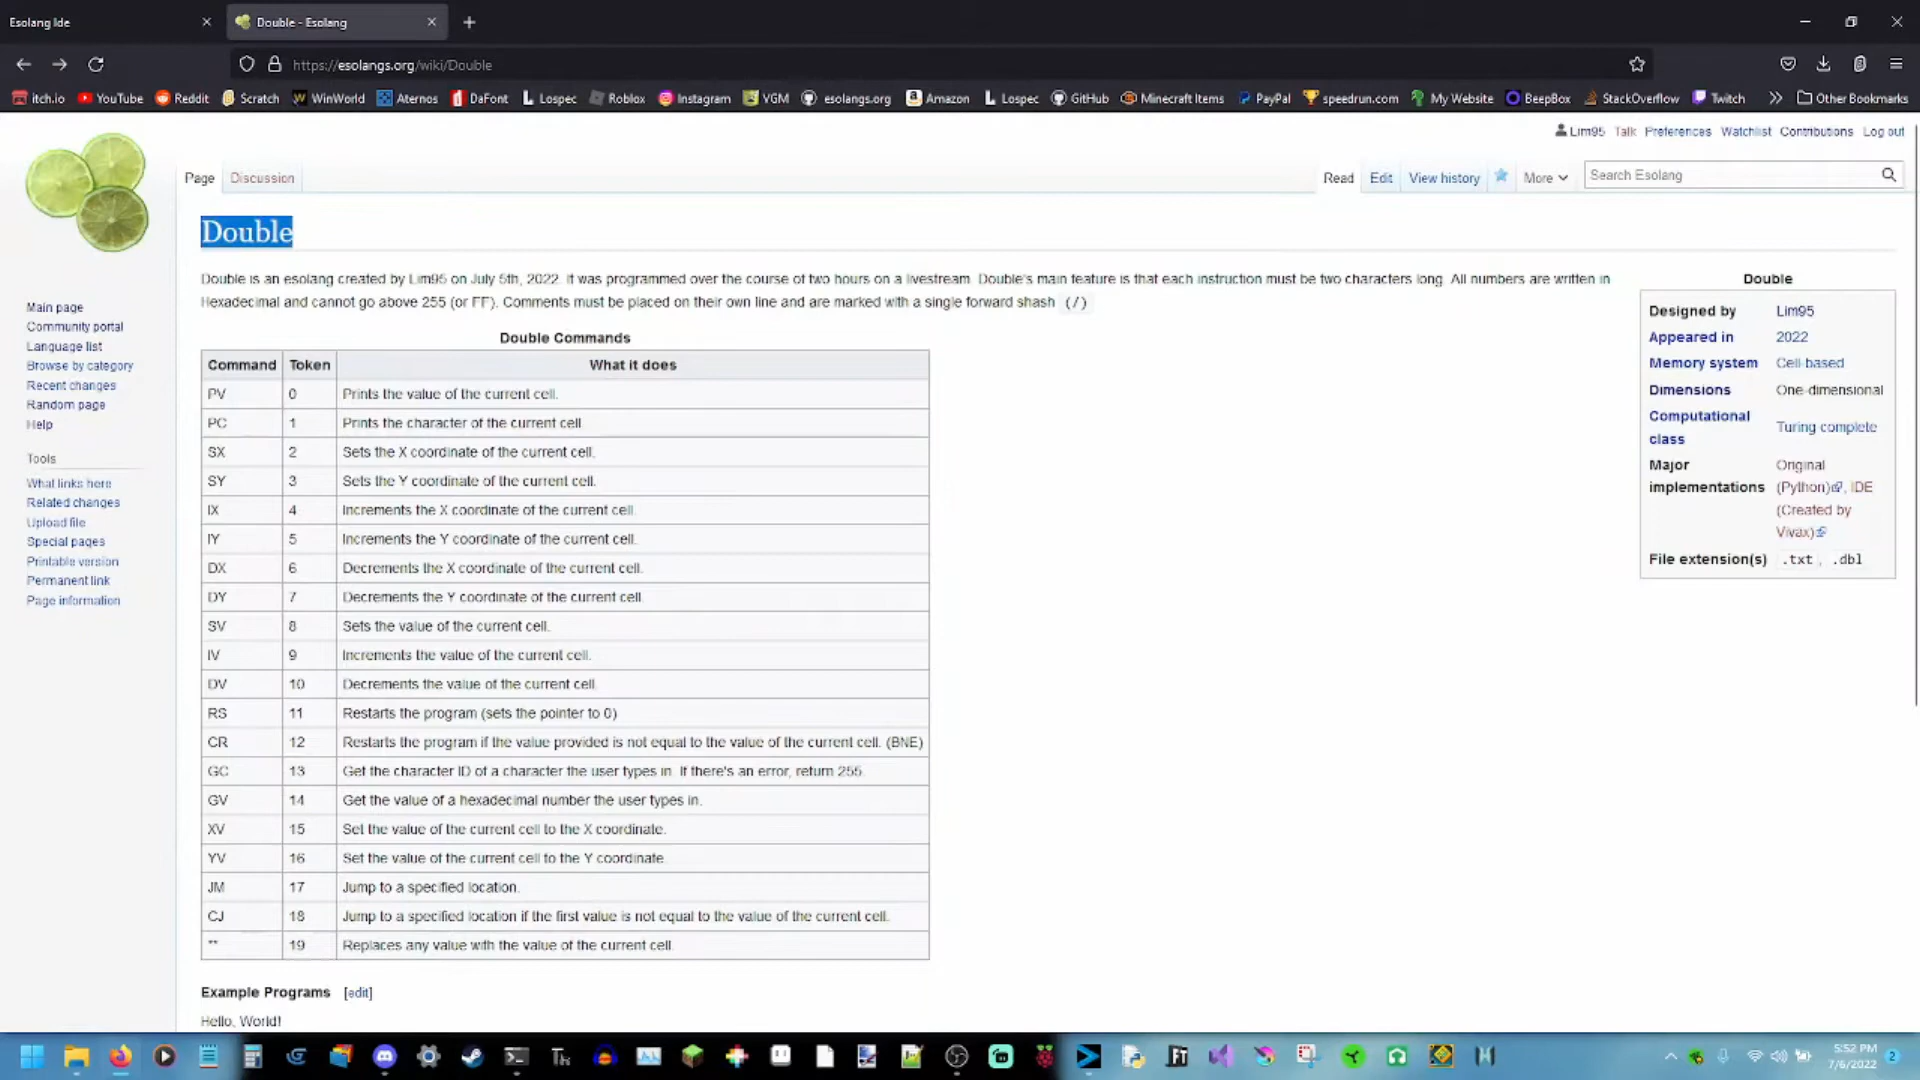 Esolang Ide
Double - Esolang
https://esolangs.org/wiki/Double
itch.io YouTube Reddit Scratch WinWorld Aternos DaFont Lospec Roblox Instagram VGM esolangs.org Amazon Lospec GitHub Minecraft Items PayPal speedrun.com My Website BeepBox StackOverflow Twitch Other Bookmarks
Lim95 Talk Preferences Watchlist Contributions Log out
Page Discussion Read Edit View history More Search Esolang
Double
Double is an esolang created by Lim95 on July 5th, 2022. It was programmed over the course of two hours on a livestream. Double's main feature is that each instruction must be two characters long. All numbers are written in
Hexadecimal and cannot go above 255 (or FF). Comments must be placed on their own line and are marked with a single forward shash (/)
Main page
Community portal
Language list
Browse by category
Recent changes
Random page
Help
Tools
What links here
Related changes
Upload file
Special pages
Printable version
Permanent link
Page information
Double Commands
Command Token What it does
PV 0 Prints the value of the current cell.
PC 1 Prints the character of the current cell
SX 2 Sets the X coordinate of the current cell.
SY 3 Sets the Y coordinate of the current cell.
IX 4 Increments the X coordinate of the current cell.
IY 5 Increments the Y coordinate of the current cell.
DX 6 Decrements the X coordinate of the current cell.
DY 7 Decrements the Y coordinate of the current cell
SV 8 Sets the value of the current cell.
IV 9 Increments the value of the current cell.
DV 10 Decrements the value of the current cell
RS 11 Restarts the program (sets the pointer to 0)
CR 12 Restarts the program if the value provided is not equal to the value of the current cell. (BNE)
GC 13 Get the character ID of a character the user types in. If there's an error, return 255.
GV 14 Get the value of a hexadecimal number the user types in.
XV 15 Set the value of the current cell to the X coordinate.
YV 16 Set the value of the current cell to the Y coordinate.
JM 17 Jump to a specified location.
CJ 18 Jump to a specified location if the first value is not equal to the value of the current cell.
** 19 Replaces any value with the value of the current cell.
Example Programs [edit]
Hello, World!
Double
Designed by Lim95
Appeared in 2022
Memory system Cell-based
Dimensions One-dimensional
Computational class Turing complete
Major implementations Original (Python), IDE (Created by Vivax)
File extension(s) .txt, .dbl
5:52 PM
7/6/2022
2